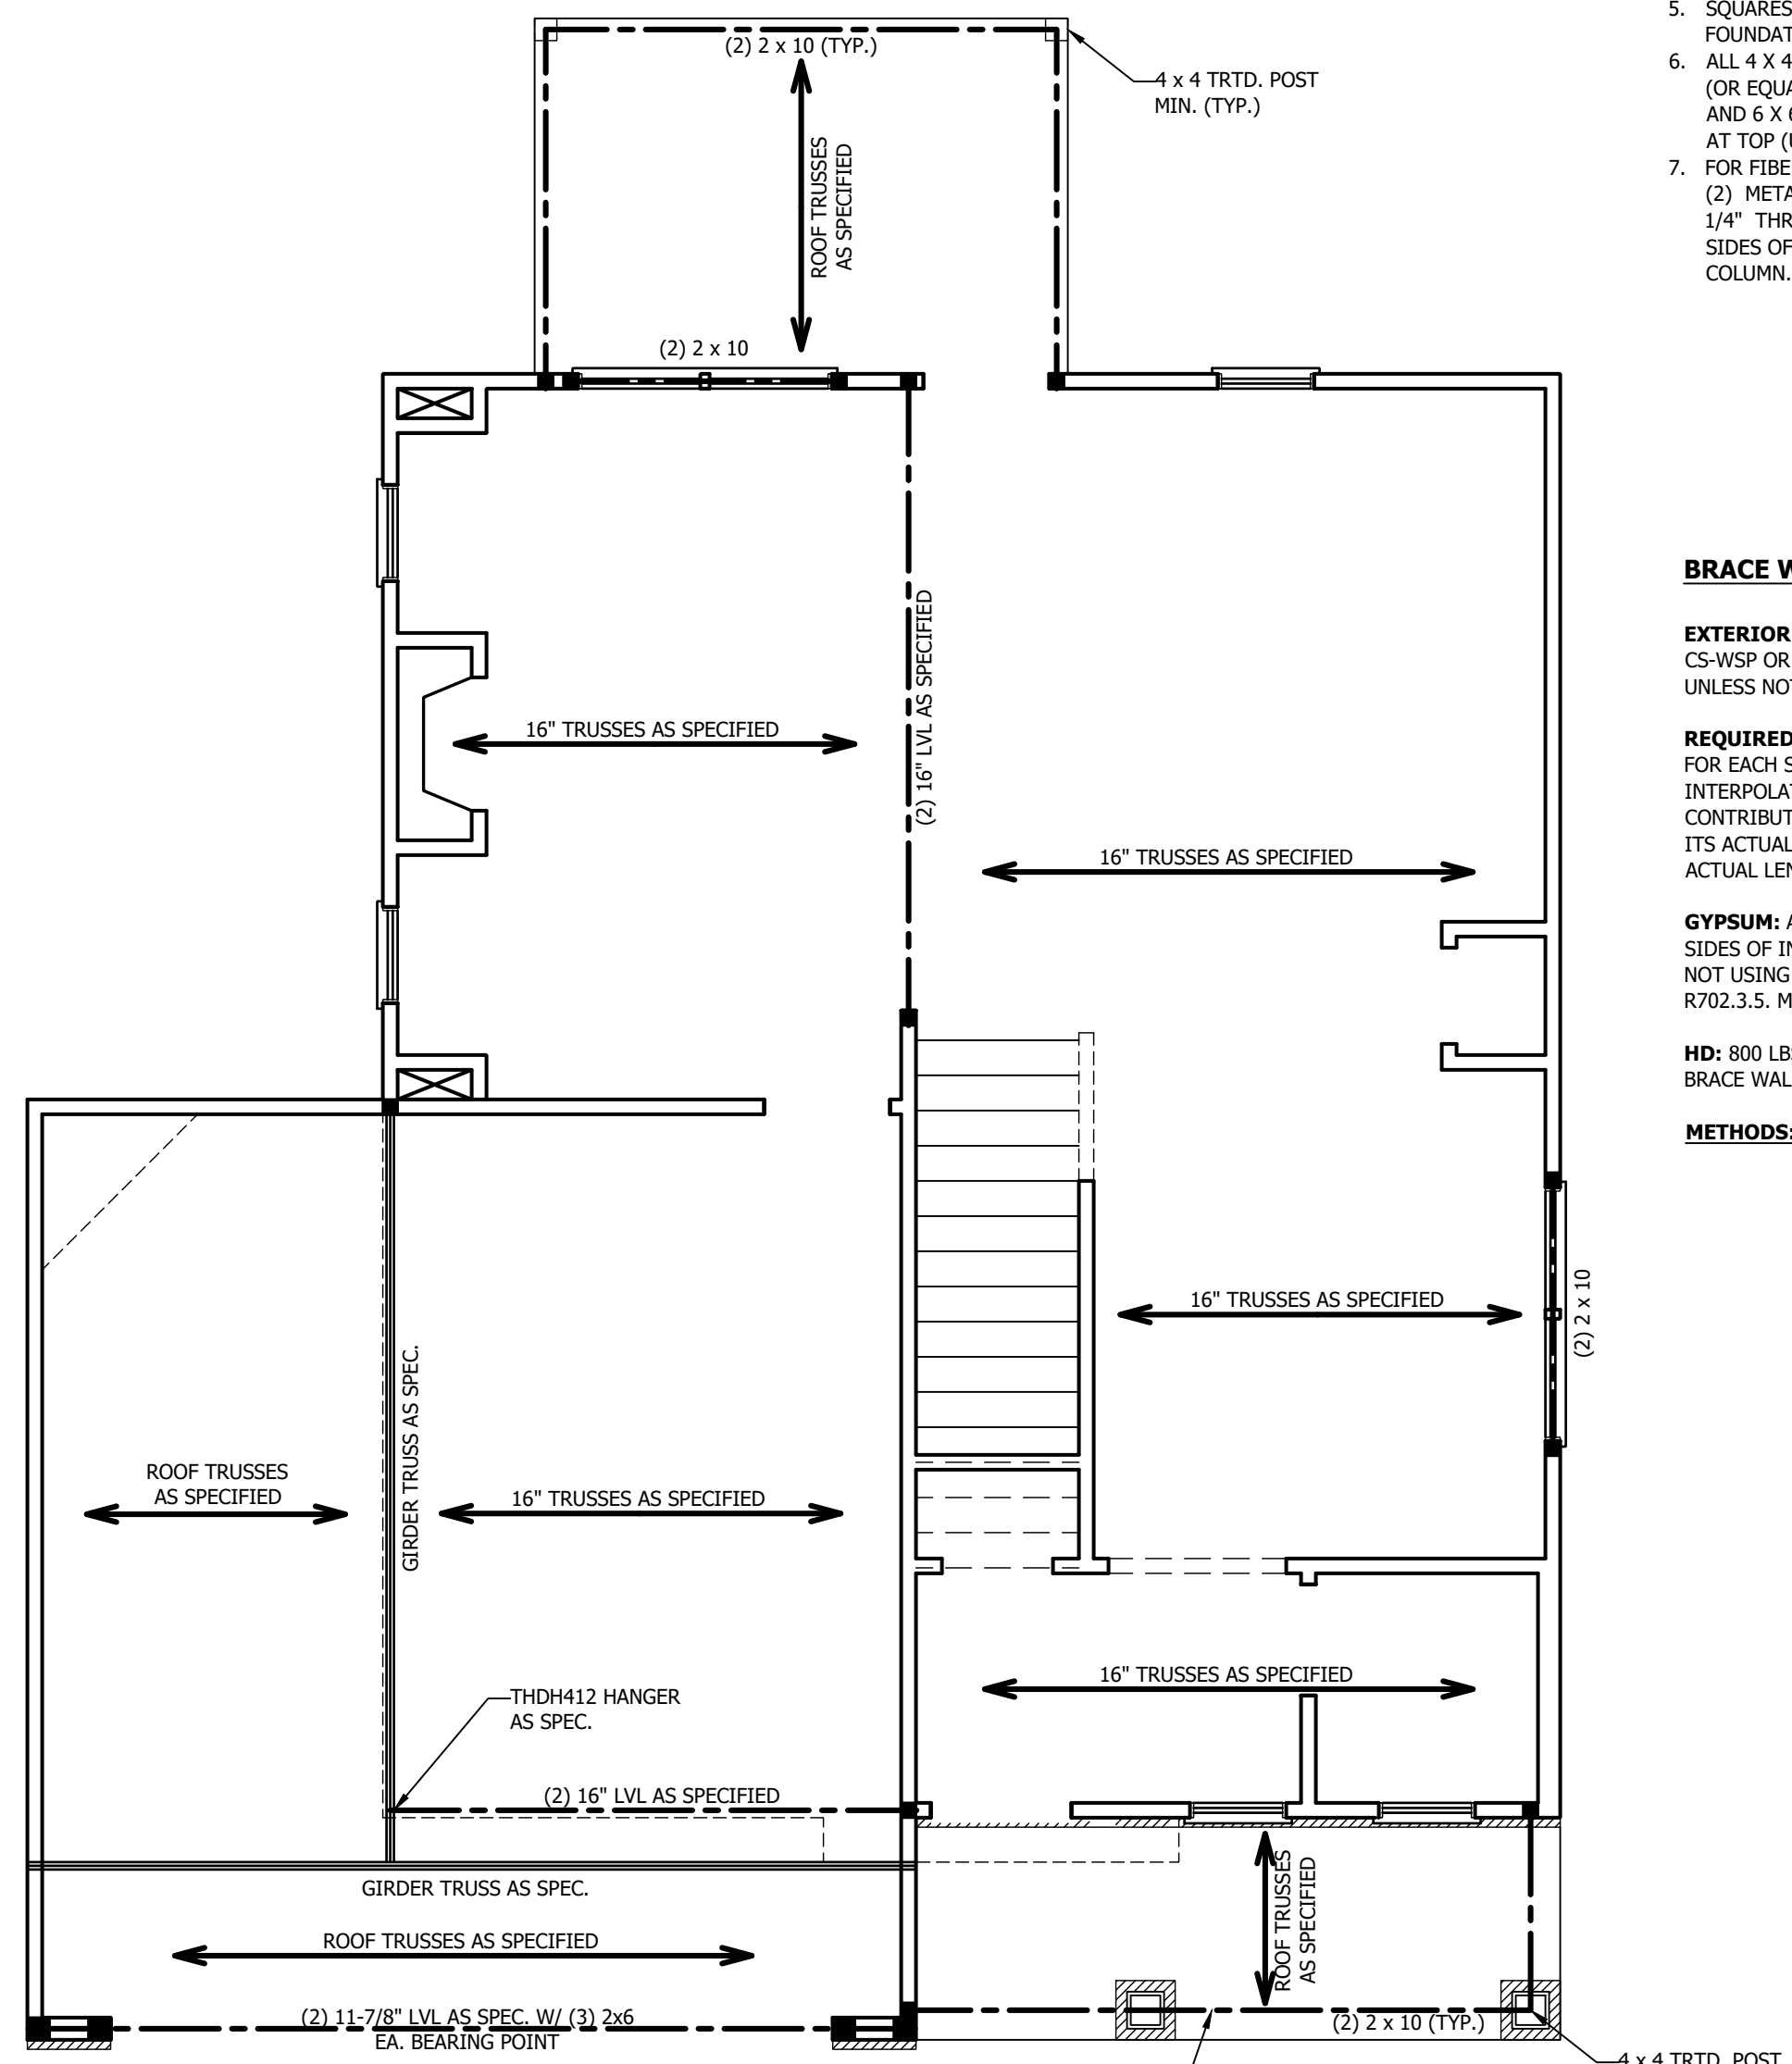 (2) 2 x 10 (TYP.)
4 x 4 TRTD. POST
MIN. (TYP.)
ROOF TRUSSES
AS SPECIFIED
(2) 2 x 10
(2) 16" LVL AS SPECIFIED
16" TRUSSES AS SPECIFIED
16" TRUSSES AS SPECIFIED
16" TRUSSES AS SPECIFIED
(2) 2 x 10
GIRDER TRUSS AS SPEC.
ROOF TRUSSES
AS SPECIFIED
16" TRUSSES AS SPECIFIED
THDH412 HANGER
AS SPEC.
16" TRUSSES AS SPECIFIED
(2) 16" LVL AS SPECIFIED
GIRDER TRUSS AS SPEC.
ROOF TRUSSES AS SPECIFIED
ROOF TRUSSES
AS SPECIFIED
(2) 11-7/8" LVL AS SPEC. W/ (3) 2x6
EA. BEARING POINT
(2) 2 x 10 (TYP.)
4 x 4 TRTD. POST
5. SQUARES
FOUNDAT
6. ALL 4 X 4
(OR EQUA
AND 6 X 6
AT TOP (U
7. FOR FIBE
(2) META
1/4" THR
SIDES OF
COLUMN.
BRACE W
EXTERIOR
CS-WSP OR
UNLESS NOT
REQUIRED
FOR EACH S
INTERPOLAT
CONTRIBUT
ITS ACTUAL
ACTUAL LEN
GYPSUM: A
SIDES OF IN
NOT USING
R702.3.5. M
HD: 800 LBS
BRACE WAL
METHODS: